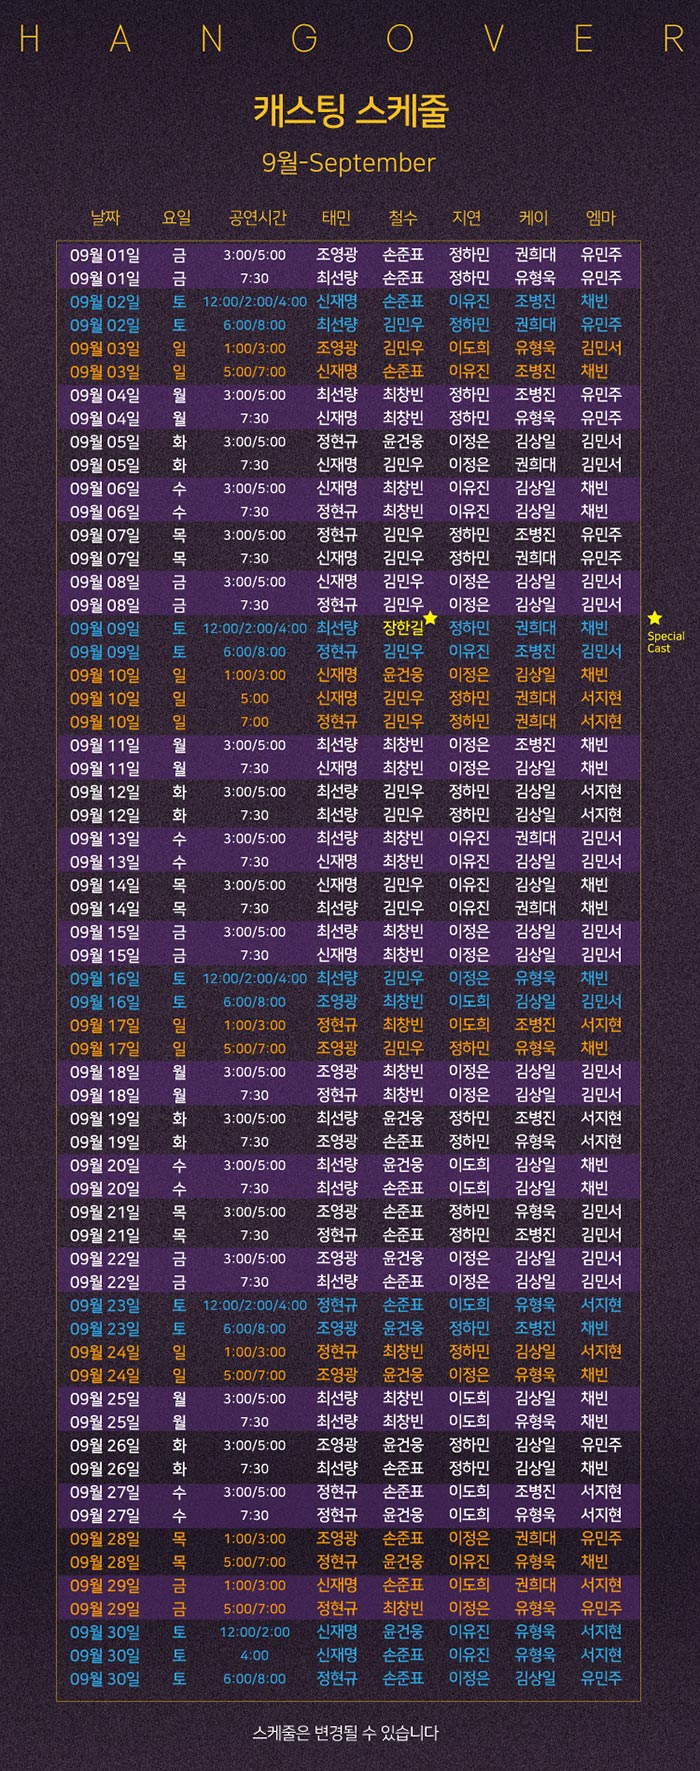 HANGOVER
캐스팅 스케줄
9월-September
날짜 요일 공연시간 태민 철수 지연 케이 엠마
09월 01일 금 3:00/5:00 조영광 손준표 정하민 권희대 유민주
09월 01일 금 7:30 최선량 손준표 정하민 유형욱 유민주
09월 02일 토 12:00/2:00/4:00 신재명 손준표 이유진 조병진 채빈
09월 02일 토 6:00/8:00 최선량 김민우 정하민 권희대 유민주
09월 03일 일 1:00/3:00 조영광 김민우 이도희 유형욱 김민서
09월 03일 일 5:00/7:00 신재명 손준표 이유진 조병진 채빈
09월 04일 월 3:00/5:00 최선량 최창빈 정하민 조병진 유민주
09월 04일 월 7:30 신재명 최창빈 정하민 유형욱 유민주
09월 05일 화 3:00/5:00 정현규 윤건웅 이정은 김상일 김민서
09월 05일 화 7:30 신재명 김민우 이정은 권희대 김민서
09월 06일 수 3:00/5:00 신재명 최창빈 이유진 김상일 채빈
09월 06일 수 7:30 정현규 최창빈 이유진 김상일 채빈
09월 07일 목 3:00/5:00 정현규 김민우 정하민 조병진 유민주
09월 07일 목 7:30 신재명 김민우 정하민 권희대 유민주
09월 08일 금 3:00/5:00 신재명 김민우 이정은 김상일 김민서
09월 08일 금 7:30 정현규 김민우 이정은 김상일 김민서
09월 09일 토 12:00/2:00/4:00 최선량 장한길 정하민 권희대 채빈
Special
Cast
09월 09일 토 6:00/8:00 정현규 김민우 이유진 조병진 김민서
09월 10일 일 1:00/3:00 신재명 윤건웅 이정은 김상일 채빈
09월 10일 일 5:00 신재명 김민우 정하민 권희대 서지현
09월 10일 일 7:00 정현규 김민우 정하민 권희대 서지현
09월 11일 월 3:00/5:00 최선량 최창빈 이정은 조병진 채빈
09월 11일 월 7:30 신재명 최창빈 이정은 김상일 채빈
09월 12일 화 3:00/5:00 최선량 김민우 정하민 김상일 서지현
09월 12일 화 7:30 최선량 김민우 정하민 김상일 서지현
09월 13일 수 3:00/5:00 최선량 최창빈 이유진 권희대 김민서
09월 13일 수 7:30 신재명 최창빈 이유진 김상일 김민서
09월 14일 목 3:00/5:00 신재명 김민우 이유진 김상일 채빈
09월 14일 목 7:30 최선량 김민우 이유진 권희대 채빈
09월 15일 금 3:00/5:00 최선량 최창빈 이정은 김상일 김민서
09월 15일 금 7:30 신재명 최창빈 이정은 김상일 김민서
09월 16일 토 12:00/2:00/4:00 최선량 김민우 이정은 유형욱 채빈
09월 16일 토 6:00/8:00 조영광 최창빈 이도희 김상일 김민서
09월 17일 일 1:00/3:00 정현규 최창빈 이도희 조병진 서지현
09월 17일 일 5:00/7:00 조영광 김민우 정하민 유형욱 채빈
09월 18일 월 3:00/5:00 조영광 최창빈 이정은 김상일 김민서
09월 18일 월 7:30 정현규 최창빈 이정은 김상일 김민서
09월 19일 화 3:00/5:00 최선량 윤건웅 정하민 조병진 서지현
09월 19일 화 7:30 조영광 손준표 정하민 유형욱 서지현
09월 20일 수 3:00/5:00 최선량 윤건웅 이도희 김상일 채빈
09월 20일 수 7:30 최선량 손준표 이도희 김상일 채빈
09월 21일 목 3:00/5:00 조영광 손준표 정하민 유형욱 김민서
09월 21일 목 7:30 정현규 손준표 정하민 조병진 김민서
09월 22일 금 3:00/5:00 조영광 윤건웅 이정은 김상일 김민서
09월 22일 금 7:30 최선량 손준표 이정은 김상일 김민서
09월 23일 토 12:00/2:00/4:00 정현규 손준표 이도희 유형욱 서지현
09월 23일 토 6:00/8:00 조영광 윤건웅 정하민 조병진 채빈
09월 24일 일 1:00/3:00 정현규 최창빈 정하민 김상일 서지현
09월 24일 일 5:00/7:00 조영광 윤건웅 이정은 유형욱 채빈
09월 25일 월 3:00/5:00 최선량 최창빈 이도희 김상일 채빈
09월 25일 월 7:30 최선량 최창빈 이도희 유형욱 채빈
09월 26일 화 3:00/5:00 조영광 윤건웅 정하민 김상일 유민주
09월 26일 화 7:30 최선량 손준표 정하민 김상일 채빈
09월 27일 수 3:00/5:00 정현규 손준표 이도희 조병진 서지현
09월 27일 수 7:30 정현규 윤건웅 이도희 유형욱 서지현
09월 28일 목 1:00/3:00 조영광 손준표 이정은 권희대 유민주
09월 28일 목 5:00/7:00 정현규 윤건웅 이유진 유형욱 채빈
09월 29일 금 1:00/3:00 신재명 손준표 이도희 권희대 서지현
09월 29일 금 5:00/7:00 정현규 최창빈 이정은 유형욱 유민주
09월 30일 토 12:00/2:00 신재명 윤건웅 이유진 유형욱 서지현
09월 30일 토 4:00 신재명 손준표 이유진 유형욱 서지현
09월 30일 토 6:00/8:00 정현규 손준표 이정은 김상일 유민주
스케줄은 변경될 수 있습니다